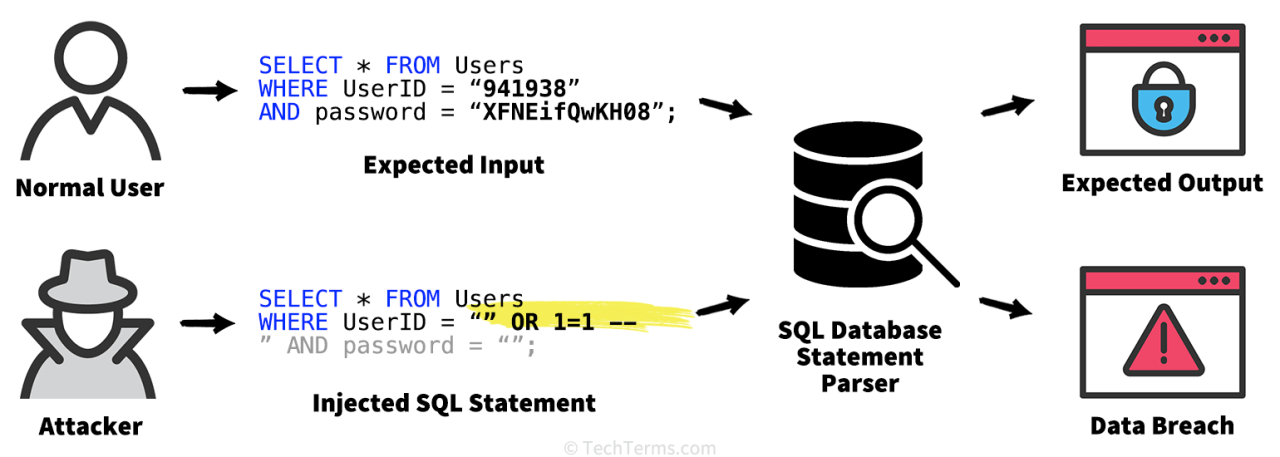 SELECT * FROM Users
WHERE UserID = “941938”
AND password = “XFNEifQwKH08”;
Expected Input
Normal User
Expected Output
SELECT * FROM Users
WHERE UserID = “” OR 1=1 --
” AND password = “”;
Injected SQL Statement
Attacker
SQL Database
Statement
Parser
Data Breach
© TechTerms.com